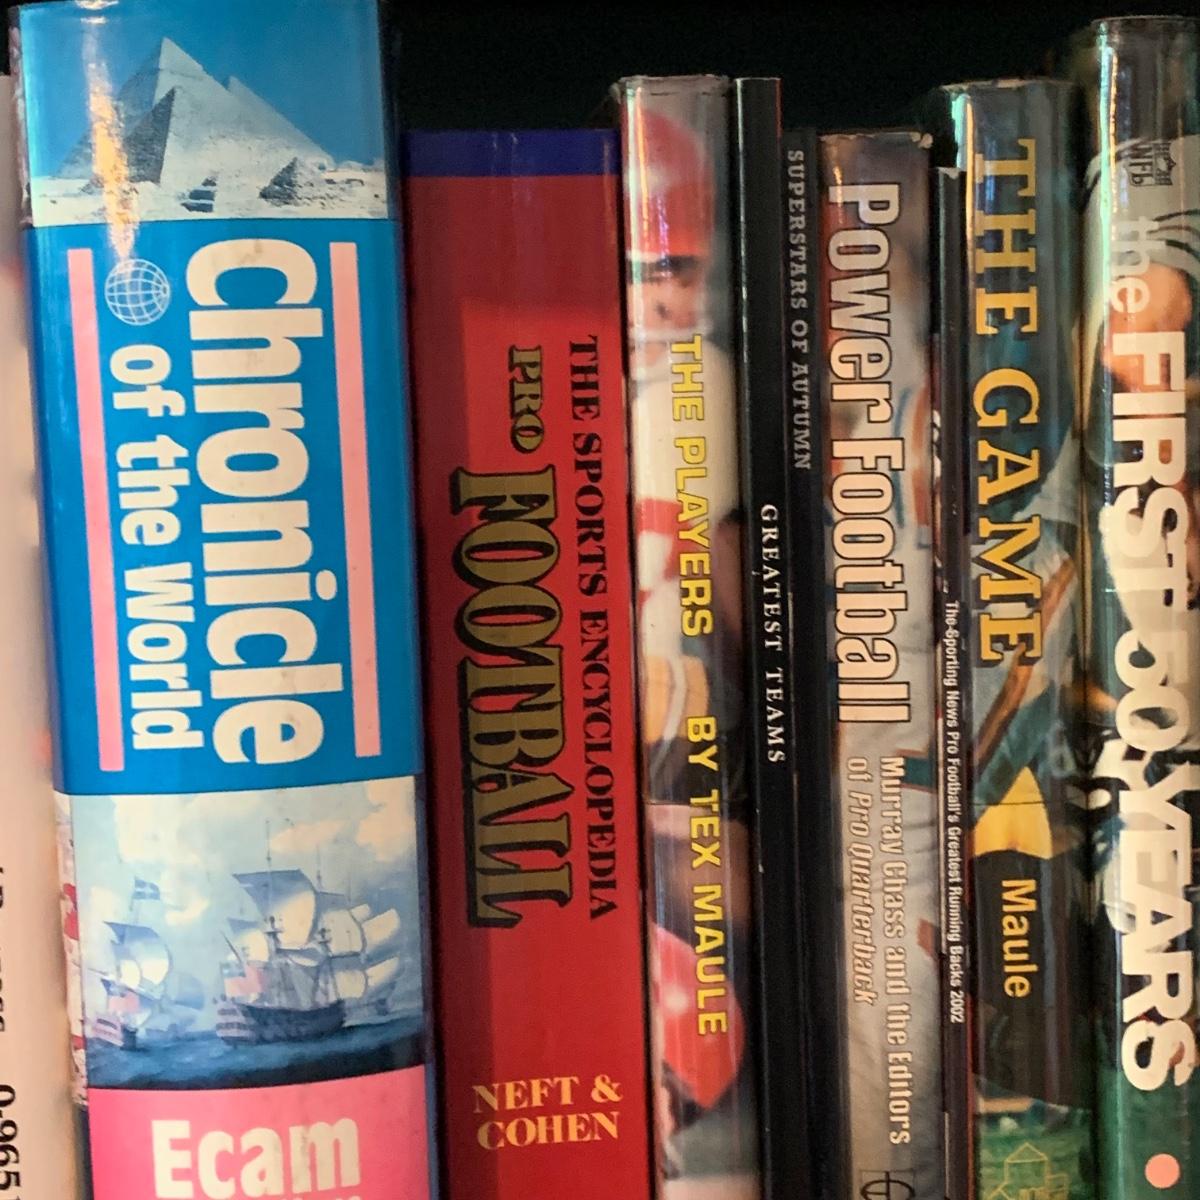 Chronicle
of the World
Ecam
THE SPORTS ENCYCLOPEDIA
PRO FOOTBALL
NEFT &
COHEN
THE PLAYERS BY TEX MAULE
GREATEST TEAMS
SUPERSTARS OF AUTUMN
Power Football
Murray Chass and the Editors
of Pro Quarterback
The Sporting News Pro Football's Greatest Running Backs 2002
THE GAME
Maule
the FIRST 50 YEARS